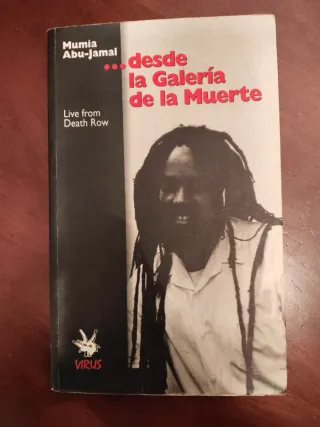 Mumia
Abu-Jamal
...desde
la Galería
de la Muerte
Live from
Death Row
VIRUS